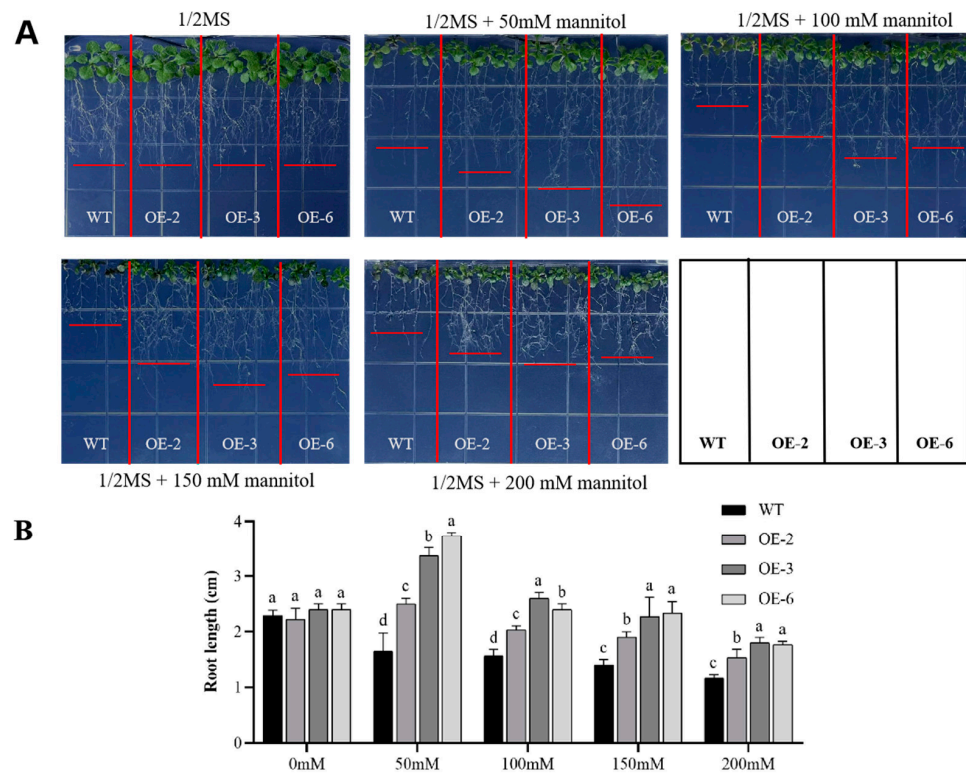 A
1/2MS
1/2MS + 50mM mannitol
1/2MS + 100 mM mannitol
WT OE-2 OE-3 OE-6
WT OE-2 OE-3 OE-6
WT OE-2 OE-3 OE-6
WT OE-2 OE-3 OE-6
WT OE-2 OE-3 OE-6
WT OE-2 OE-3 OE-6
1/2MS + 150 mM mannitol
1/2MS + 200 mM mannitol
B
Root length (cm)
4
3
2
1
0
a a a a
d c b a
d c a b
c b a a
c b a a
0mM 50mM 100mM 150mM 200mM
WT
OE-2
OE-3
OE-6